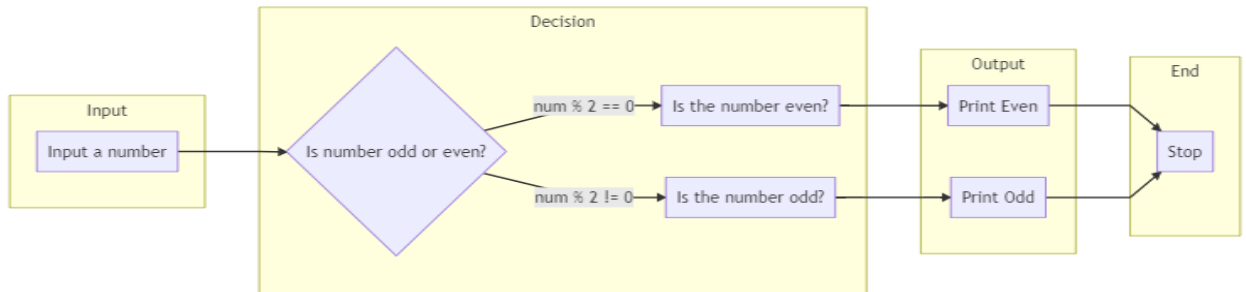 Input
Input a number
Decision
Is number odd or even?
num % 2 == 0
Is the number even?
num % 2 != 0
Is the number odd?
Output
Print Even
Print Odd
End
Stop